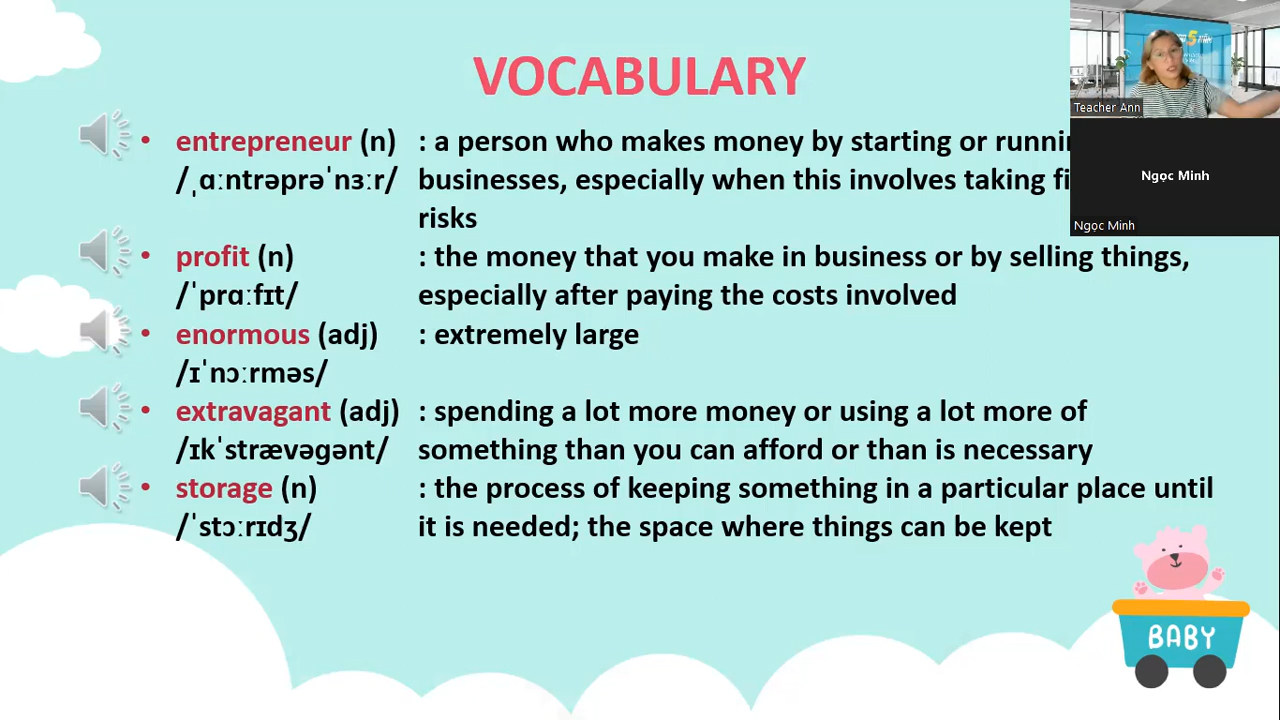 VOCABULARY
• entrepreneur (n) : a person who makes money by starting or
/ˌɑːntrəprəˈnɜːr/ businesses, especially when this involves taking
risks
• profit (n) : the money that you make in business or by selling things,
/ˈprɑːfɪt/ especially after paying the costs involved
• enormous (adj) : extremely large
/ɪˈnɔːrməs/
• extravagant (adj) : spending a lot more money or using a lot more of
/ɪkˈstrævəɡənt/ something than you can afford or than is necessary
• storage (n) : the process of keeping something in a particular place until
/ˈstɔːrɪdʒ/ it is needed; the space where things can be kept
Teacher Ann
Ngọc Minh
Ngọc Minh
BABY